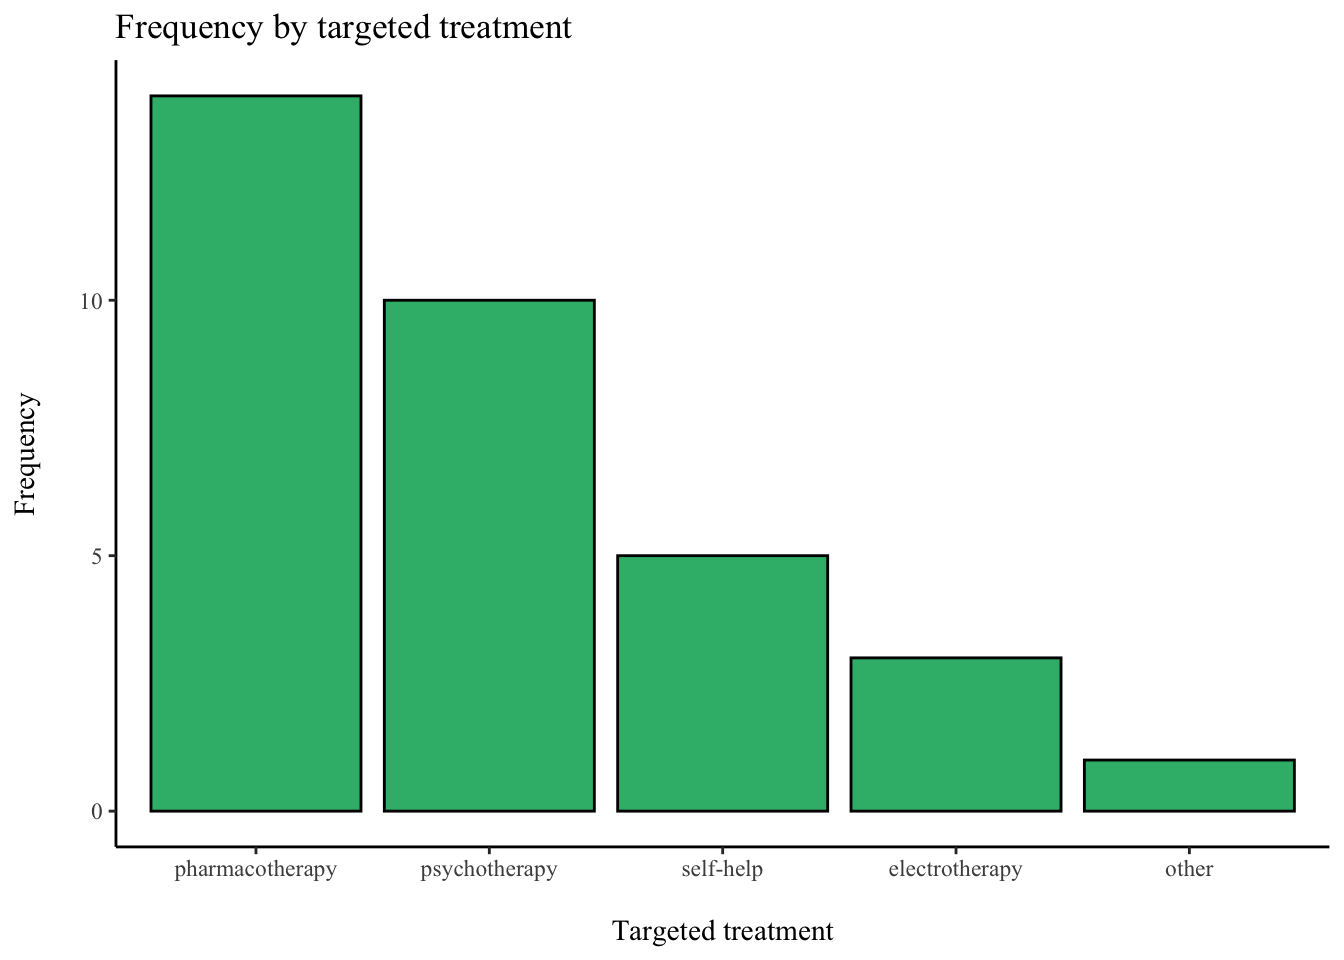 Frequency by targeted treatment
Frequency
10
5
0
pharmacotherapy
psychotherapy
self-help
electrotherapy
other
Targeted treatment